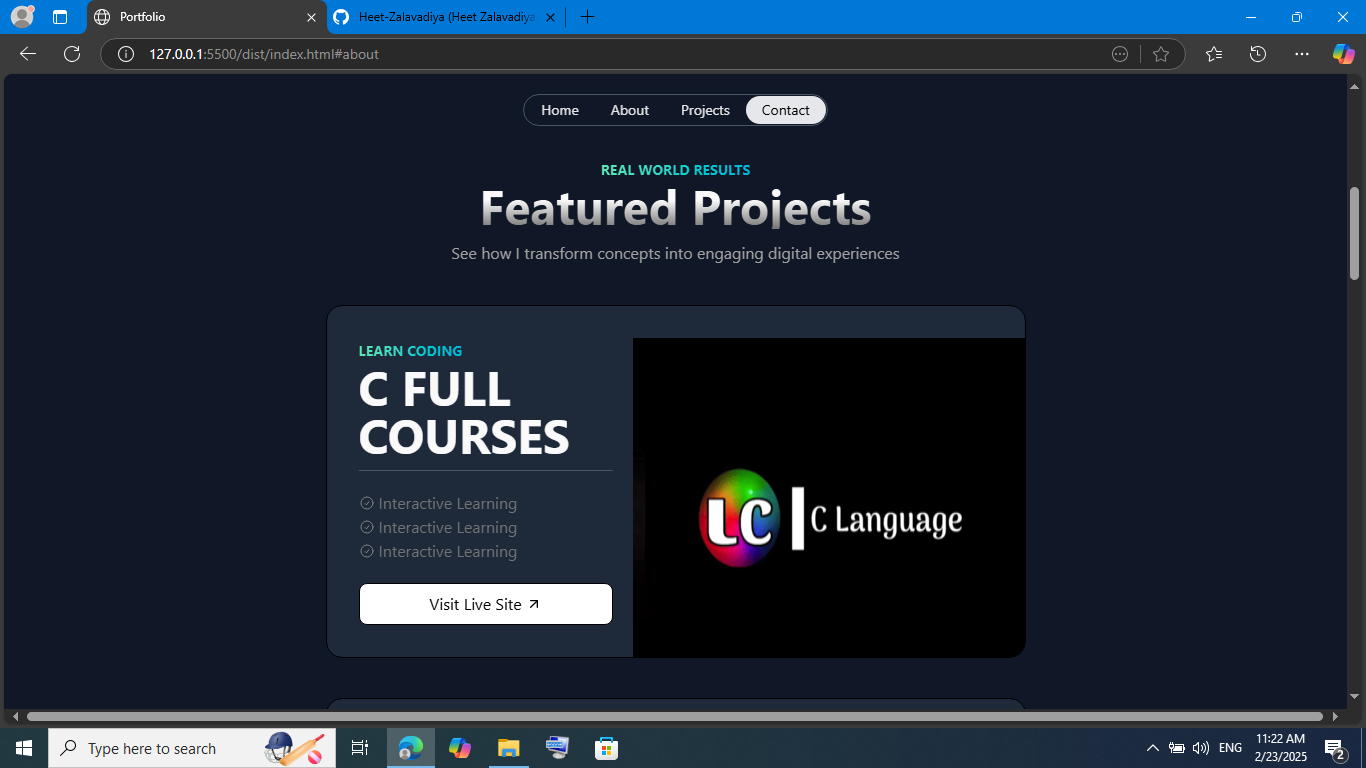 Portfolio
Heet-Zalavadiya (Heet Zalavadiya
127.0.0.1:5500/dist/index.html#about
Home About Projects Contact
REAL WORLD RESULTS
Featured Projects
See how I transform concepts into engaging digital experiences
LEARN CODING
C FULL
COURSES
Interactive Learning
Interactive Learning
Interactive Learning
Visit Live Site
LC C Language
Type here to search
ENG
11:22 AM
2/23/2025
2